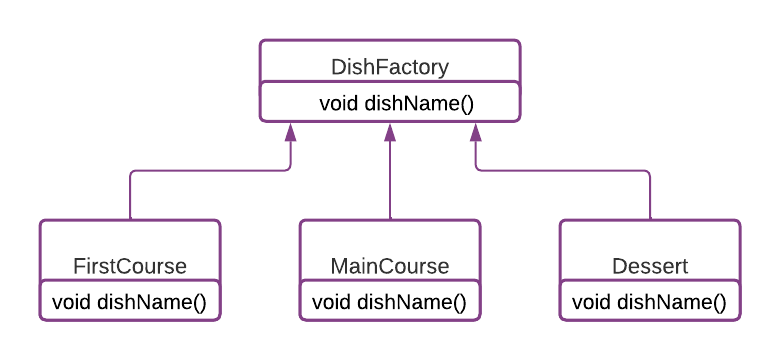 DishFactory
void dishName()
FirstCourse
void dishName()
MainCourse
void dishName()
Dessert
void dishName()